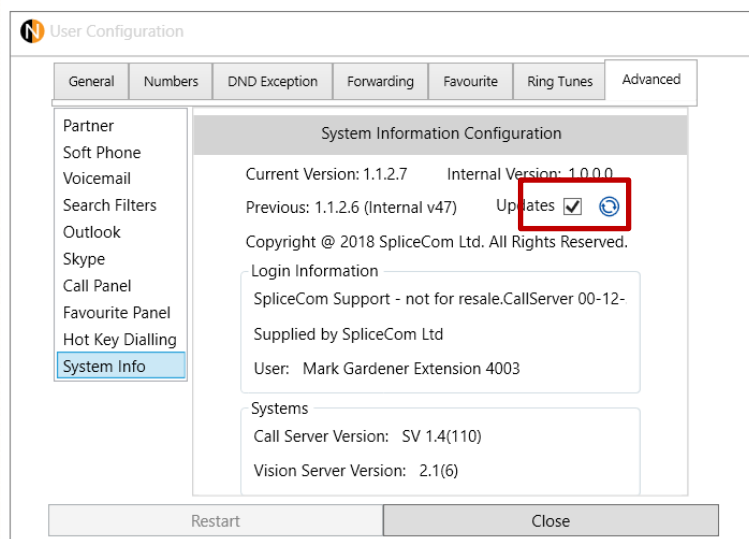 N User Configuration
General Numbers DND Exception Forwarding Favourite Ring Tunes Advanced
Partner
Soft Phone
Voicemail
Search Filters
Outlook
Skype
Call Panel
Favourite Panel
Hot Key Dialling
System Info
System Information Configuration
Current Version: 1.1.2.7 Internal Version: 1.0.0.0
Previous: 1.1.2.6 (Internal v47) Updates
Copyright @ 2018 SpliceCom Ltd. All Rights Reserved.
Login Information
SpliceCom Support - not for resale.CallServer 00-12-
Supplied by SpliceCom Ltd
User: Mark Gardener Extension 4003
Systems
Call Server Version: SV 1.4(110)
Vision Server Version: 2.1(6)
Restart Close